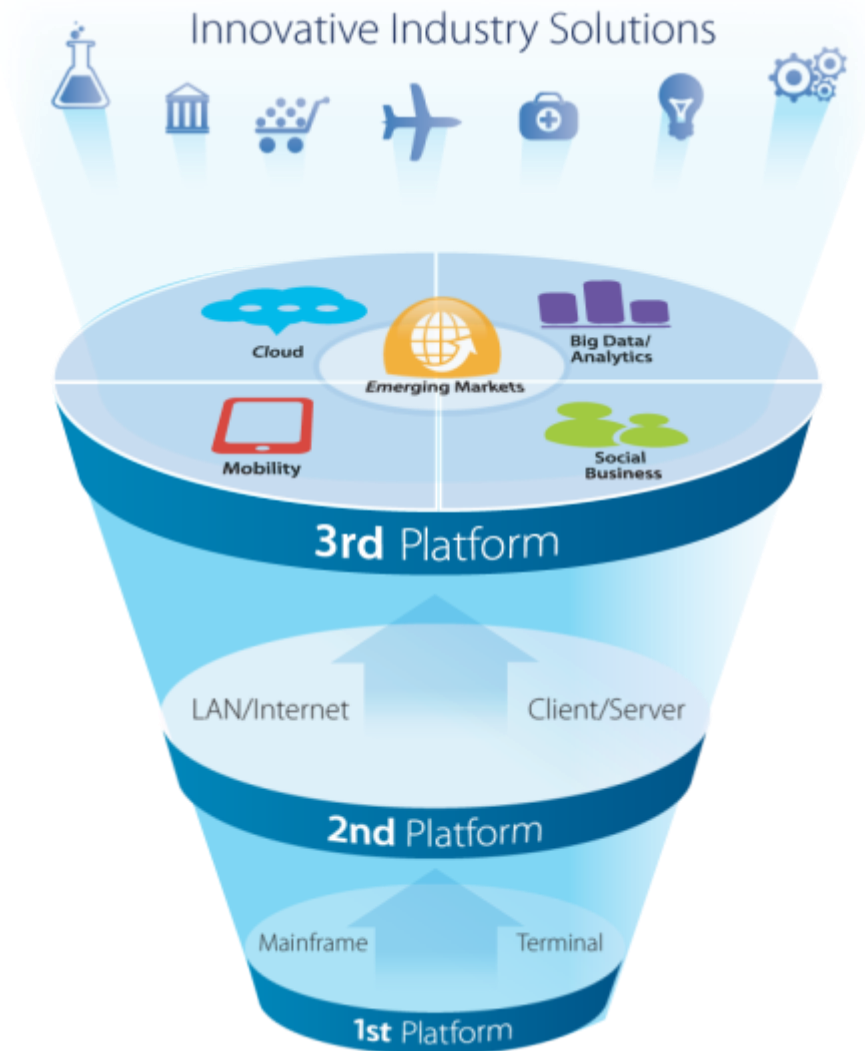 Innovative Industry Solutions
Cloud
Big Data/
Analytics
Emerging Markets
Mobility
Social
Business
3rd Platform
LAN/Internet
Client/Server
2nd Platform
Mainframe
Terminal
1st Platform